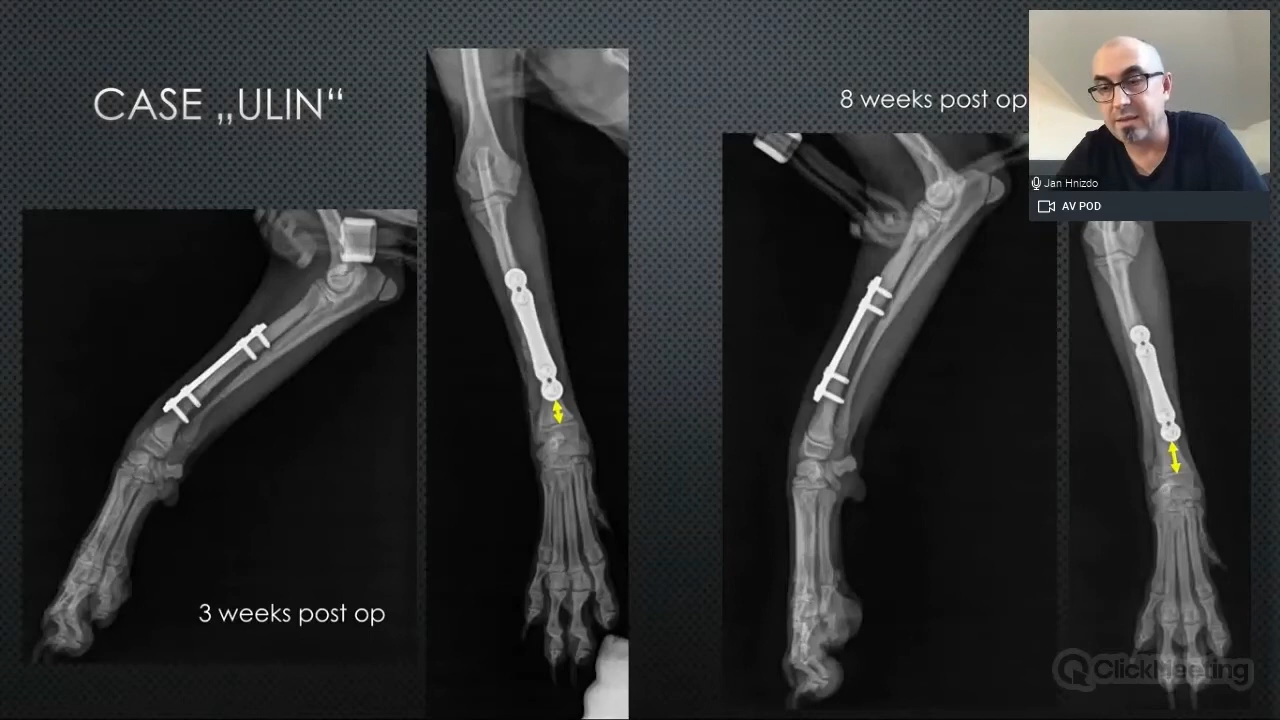 CASE „ULIN“
8 weeks post op
Jan Hnizdo
AV POD
3 weeks post op
ClickMeeting